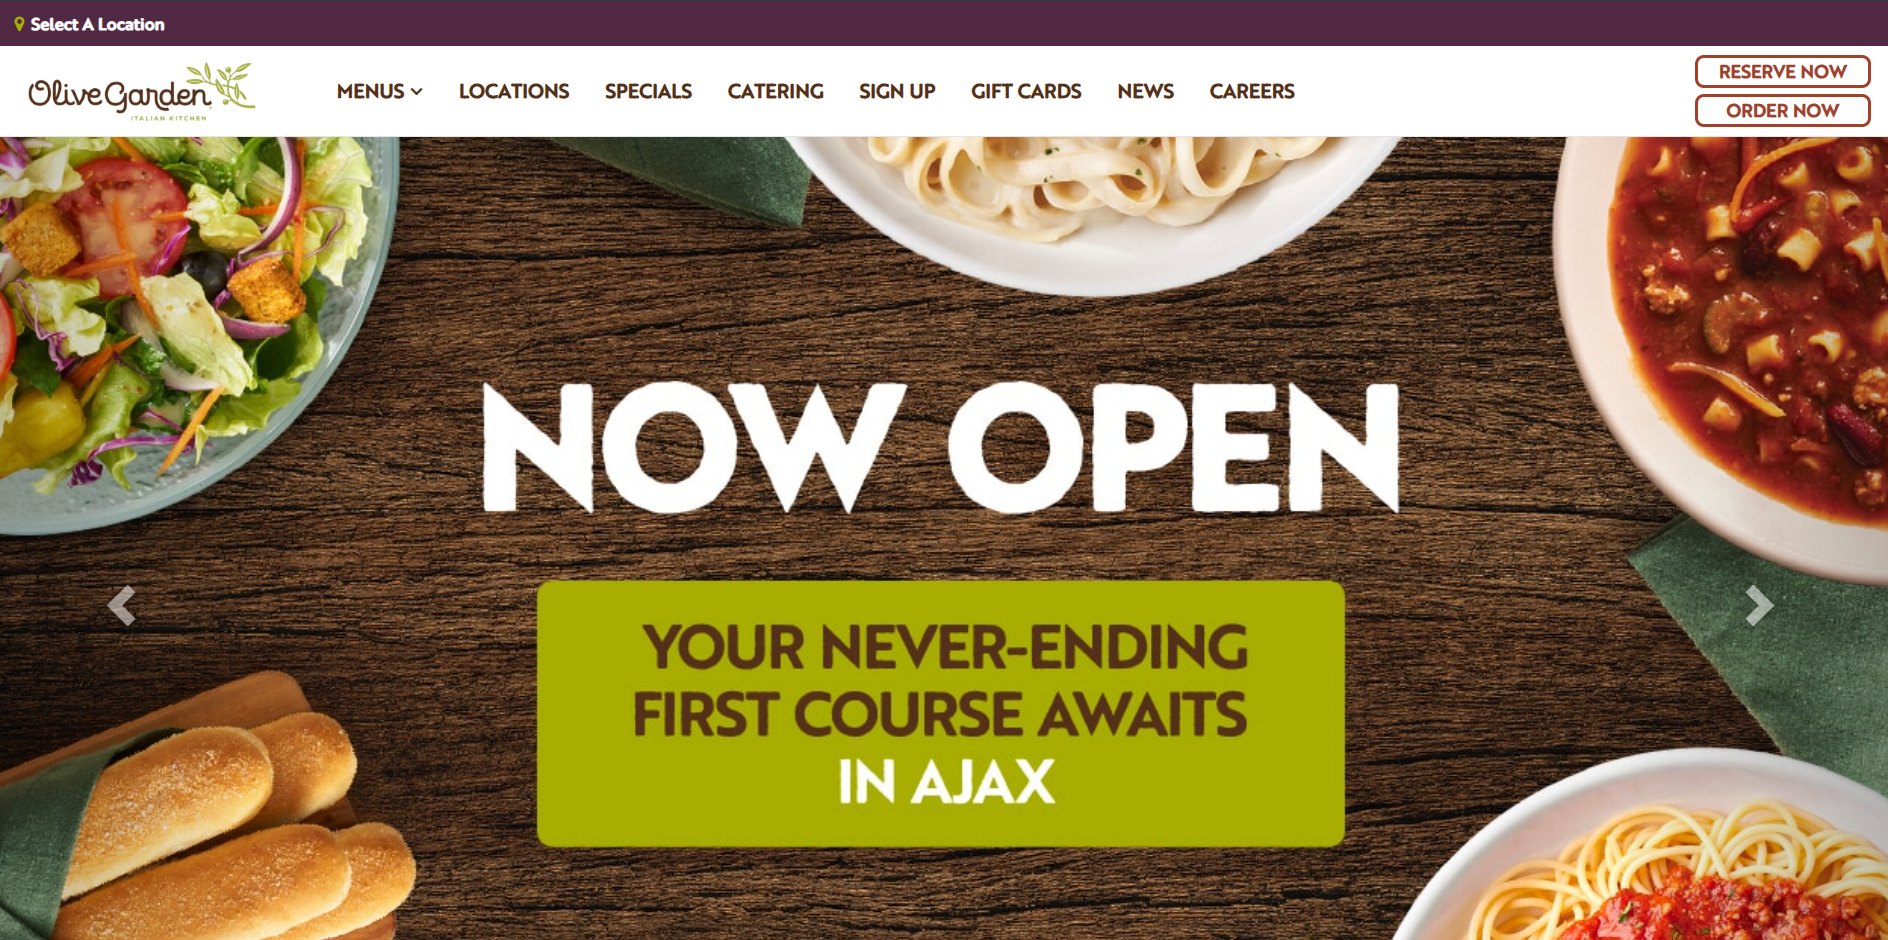 Select A Location
Olive Garden
ITALIAN KITCHEN
MENUS
LOCATIONS
SPECIALS
CATERING
SIGN UP
GIFT CARDS
NEWS
CAREERS
RESERVE NOW
ORDER NOW
NOW OPEN
YOUR NEVER-ENDING
FIRST COURSE AWAITS
IN AJAX